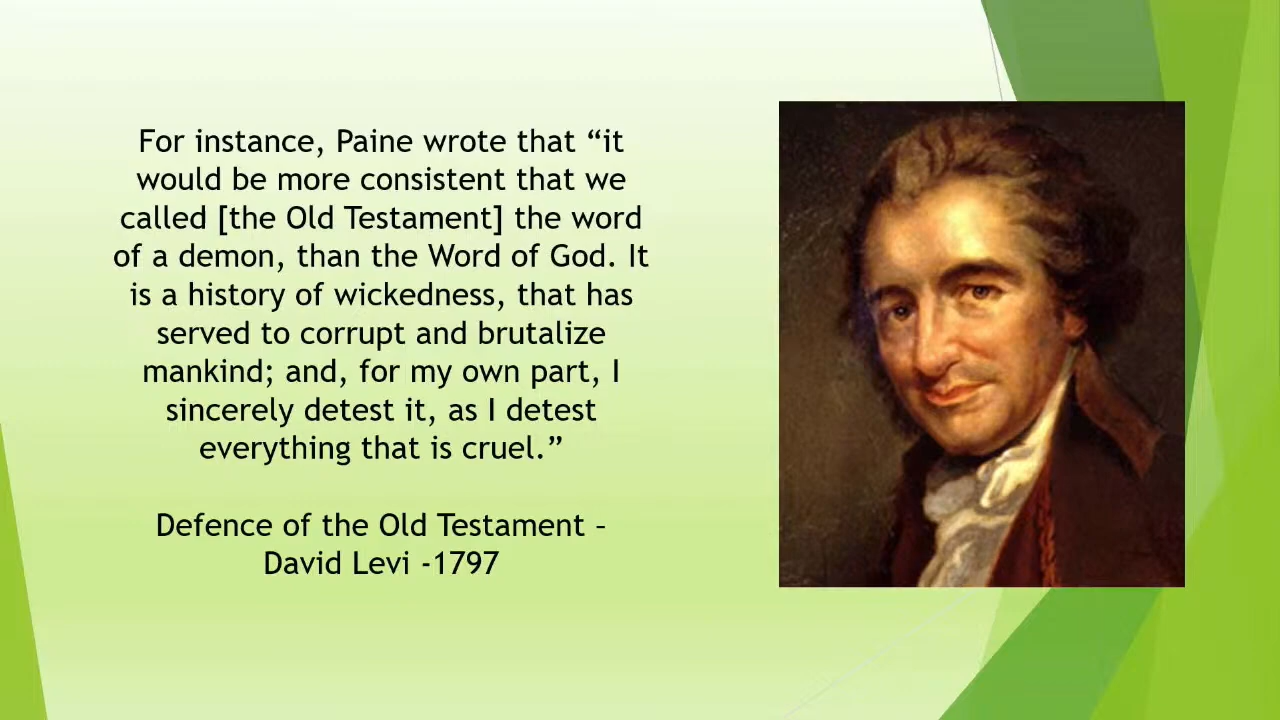 For instance, Paine wrote that “it
would be more consistent that we
called [the Old Testament] the word
of a demon, than the Word of God. It
is a history of wickedness, that has
served to corrupt and brutalize
mankind; and, for my own part, I
sincerely detest it, as I detest
everything that is cruel.”
Defence of the Old Testament –
David Levi -1797